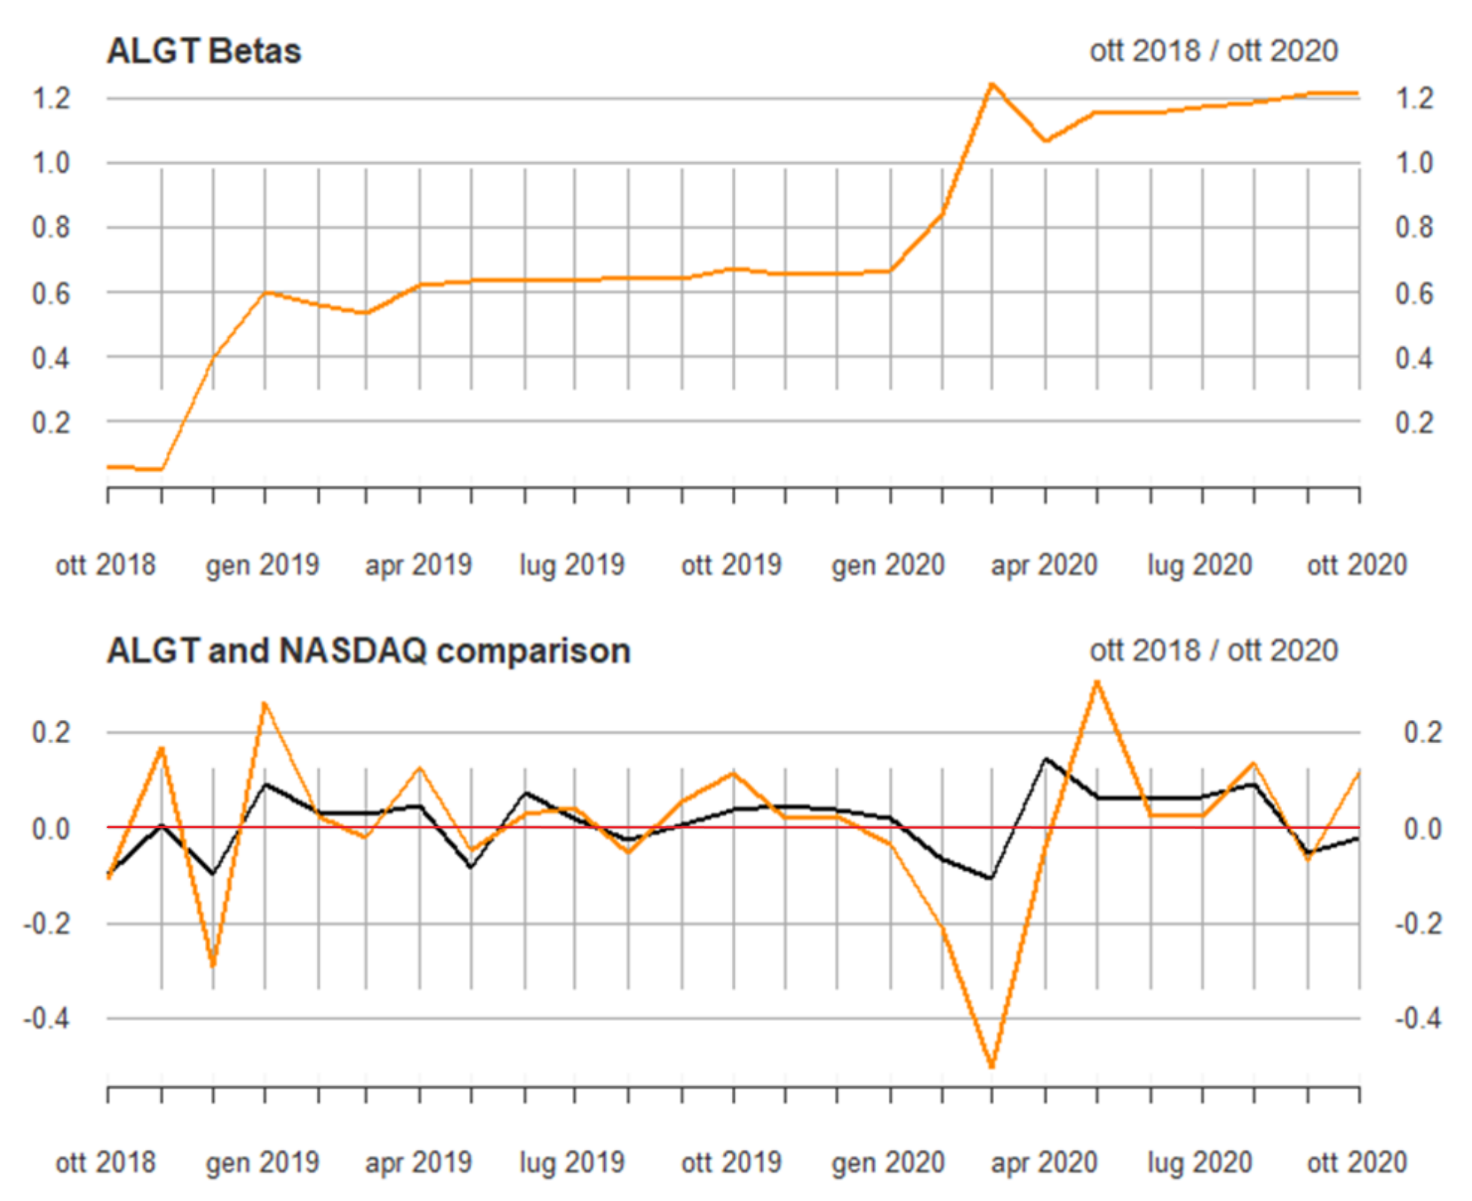 ALGT Betas ott 2018 / ott 2020
1.2 1.2
1.0 1.0
0.8 0.8
0.6 0.6
0.4 0.4
0.2 0.2
ott 2018 gen 2019 apr 2019 lug 2019 ott 2019 gen 2020 apr 2020 lug 2020 ott 2020
ALGT and NASDAQ comparison ott 2018 / ott 2020
0.2 0.2
0.0 0.0
-0.2 -0.2
-0.4 -0.4
ott 2018 gen 2019 apr 2019 lug 2019 ott 2019 gen 2020 apr 2020 lug 2020 ott 2020